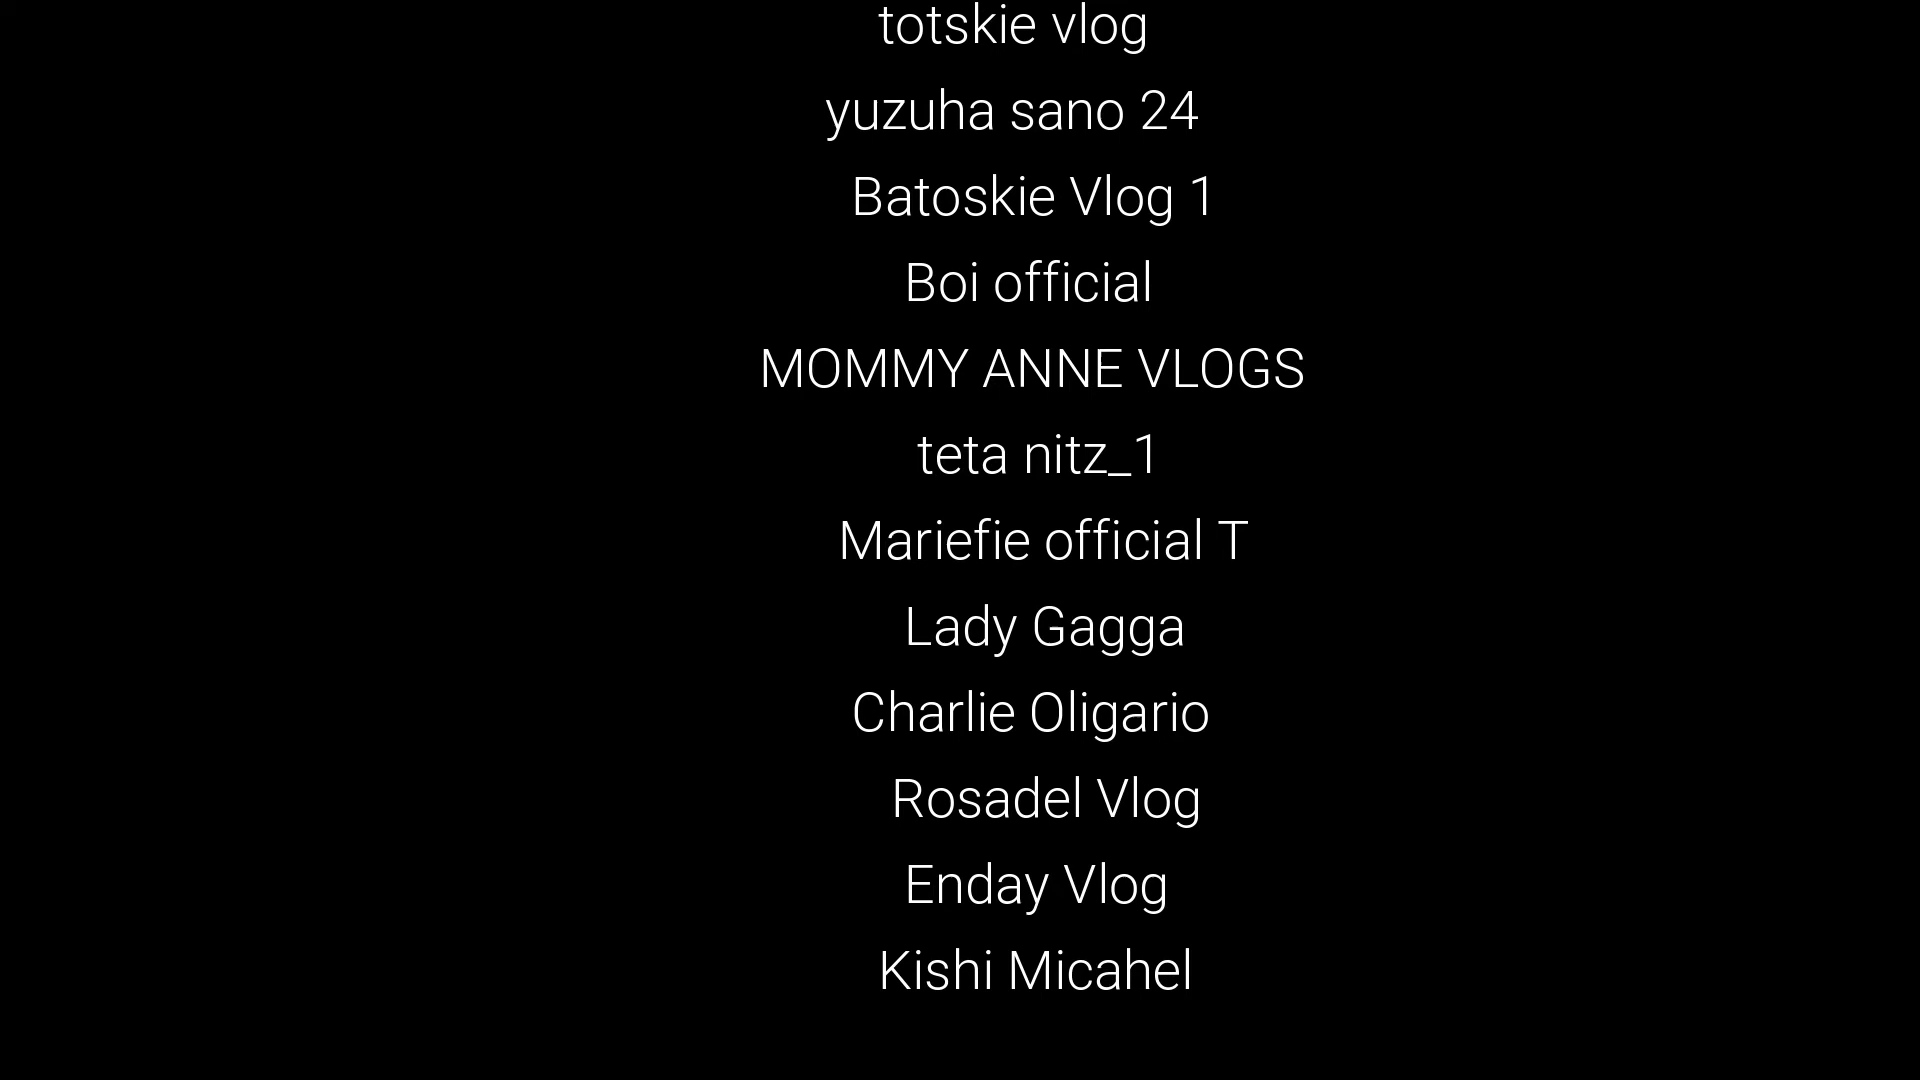 totskie vlog
yuzuha sano 24
Batoskie Vlog 1
Boi official
MOMMY ANNE VLOGS
teta nitz_1
Mariefie official T
Lady Gagga
Charlie Oligario
Rosadel Vlog
Enday Vlog
Kishi Micahel